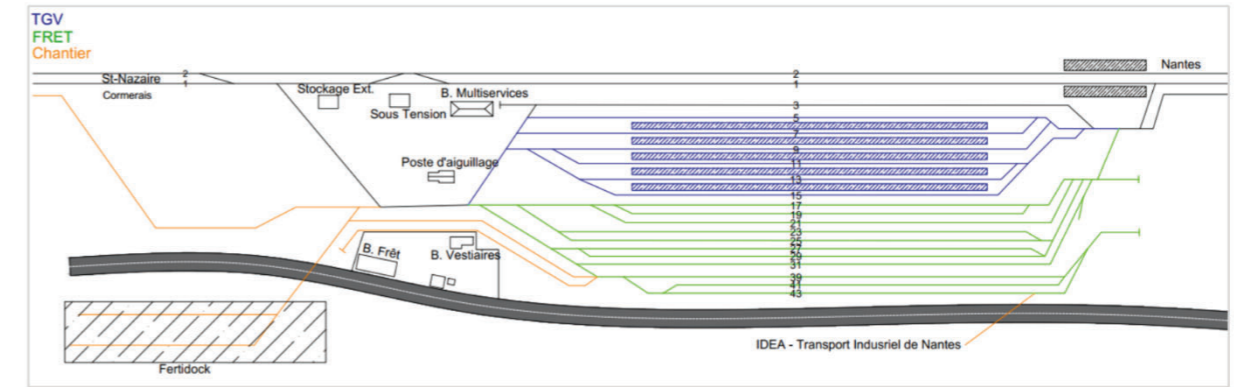 TGV
FRET
Chantier
St-Nazaire
2
1
Cormerais
Stockage Ext.
Sous Tension
B. Multiservices
Poste d'aiguillage
B. Frêt
B. Vestiaires
Fertidock
2
1
3
5
7
9
11
13
15
17
19
21
23
25
27
29
31
39
41
43
Nantes
IDEA - Transport Indusriel de Nantes